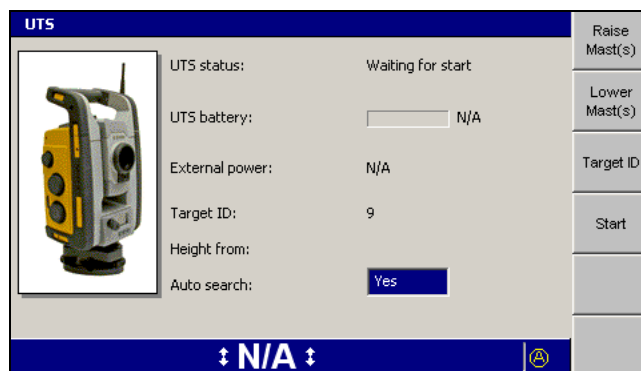 UTS
Raise
Mast(s)
UTS status: Waiting for start
Lower
Mast(s)
UTS battery: N/A
External power: N/A
Target ID
Target ID: 9
Start
Height from:
Auto search: Yes
N/A
A